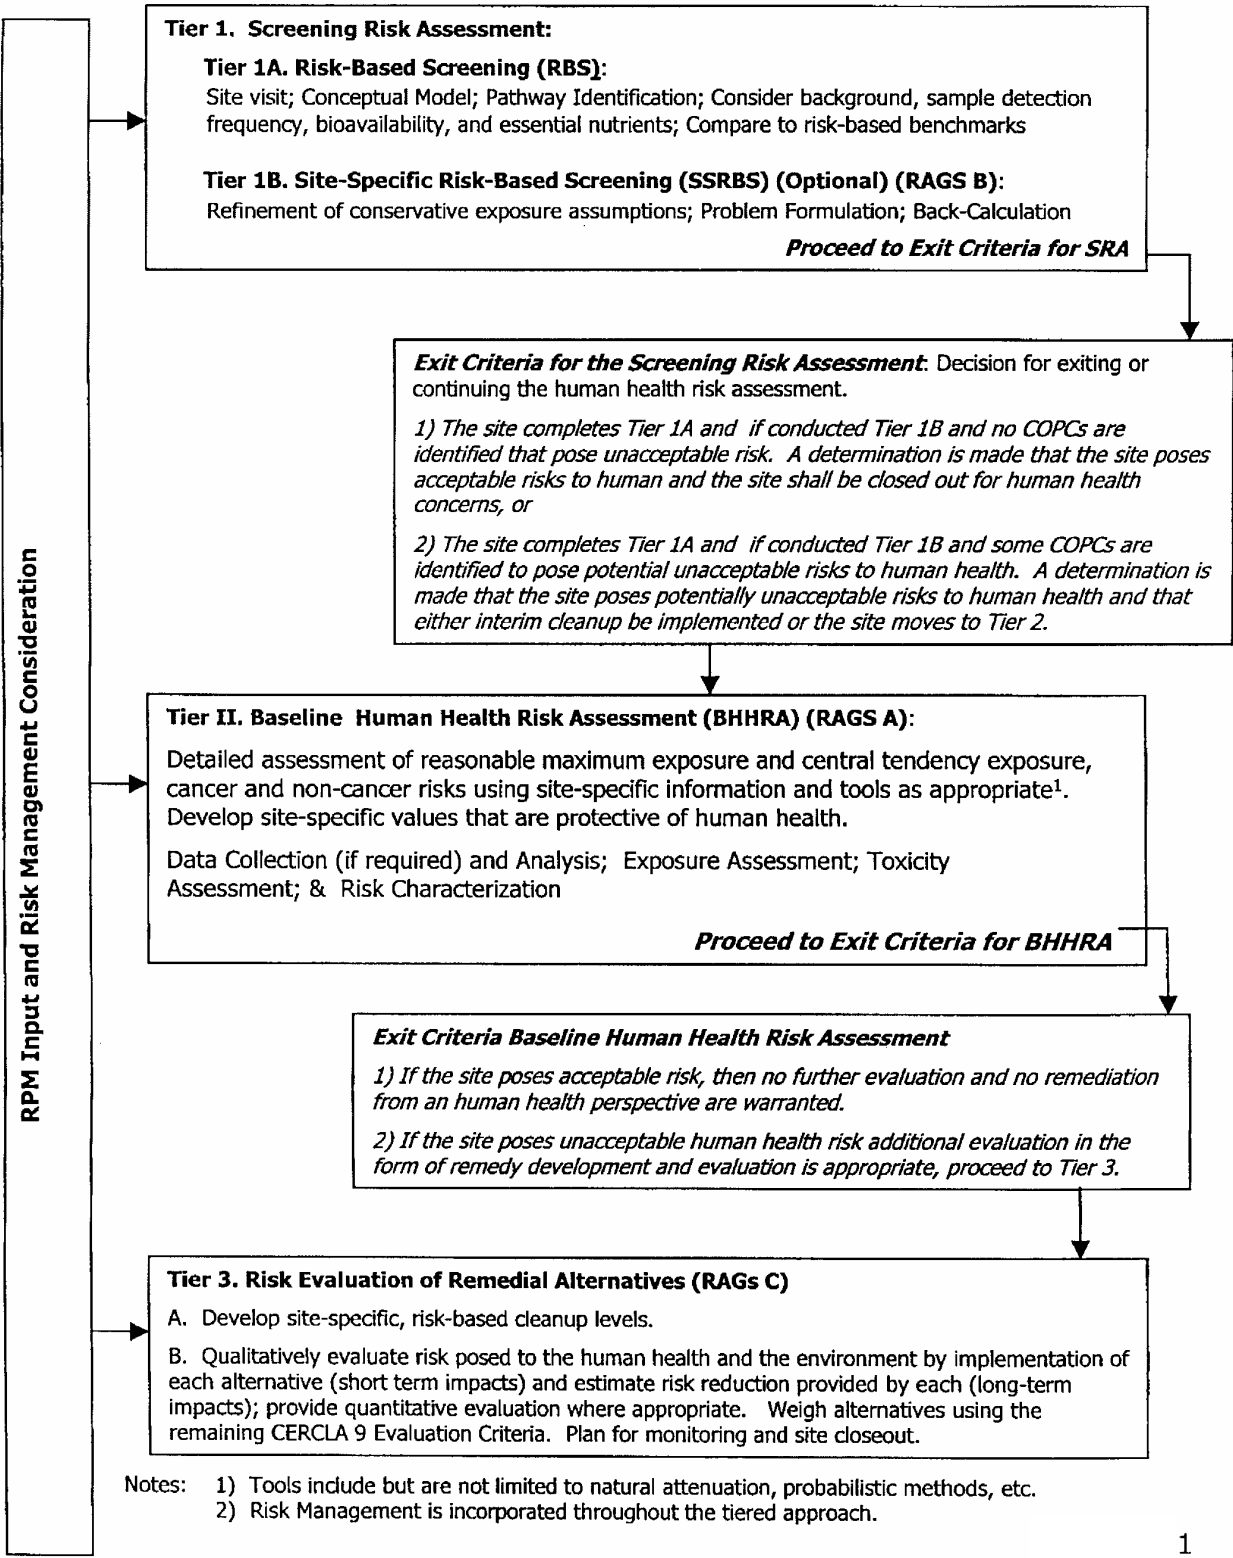 RPM Input and Risk Management Consideration
Tier 1. Screening Risk Assessment:
Tier 1A. Risk-Based Screening (RBS):
Site visit; Conceptual Model; Pathway Identification; Consider background, sample detection
frequency, bioavailability, and essential nutrients; Compare to risk-based benchmarks
Tier 1B. Site-Specific Risk-Based Screening (SSRBS) (Optional) (RAGS B):
Refinement of conservative exposure assumptions; Problem Formulation; Back-Calculation
Proceed to Exit Criteria for SRA
Exit Criteria for the Screening Risk Assessment. Decision for exiting or
continuing the human health risk assessment.
1) The site completes Tier 1A and if conducted Tier 1B and no COPCs are
identified that pose unacceptable risk. A determination is made that the site poses
acceptable risks to human and the site shall be closed out for human health
concerns, or
2) The site completes Tier 1A and if conducted Tier 1B and some COPCs are
identified to pose potential unacceptable risks to human health. A determination is
made that the site poses potentially unacceptable risks to human health and that
either interim cleanup be implemented or the site moves to Tier 2.
Tier II. Baseline Human Health Risk Assessment (BHHRA) (RAGS A):
Detailed assessment of reasonable maximum exposure and central tendency exposure,
cancer and non-cancer risks using site-specific information and tools as appropriate¹.
Develop site-specific values that are protective of human health.
Data Collection (if required) and Analysis; Exposure Assessment; Toxicity
Assessment; & Risk Characterization
Proceed to Exit Criteria for BHHRA
Exit Criteria Baseline Human Health Risk Assessment
1) If the site poses acceptable risk, then no further evaluation and no remediation
from an human health perspective are warranted.
2) If the site poses unacceptable human health risk additional evaluation in the
form of remedy development and evaluation is appropriate, proceed to Tier 3.
Tier 3. Risk Evaluation of Remedial Alternatives (RAGs C)
A. Develop site-specific, risk-based cleanup levels.
B. Qualitatively evaluate risk posed to the human health and the environment by implementation of
each alternative (short term impacts) and estimate risk reduction provided by each (long-term
impacts); provide quantitative evaluation where appropriate. Weigh alternatives using the
remaining CERCLA 9 Evaluation Criteria. Plan for monitoring and site closeout.
Notes: 1) Tools include but are not limited to natural attenuation, probabilistic methods, etc.
2) Risk Management is incorporated throughout the tiered approach.
1